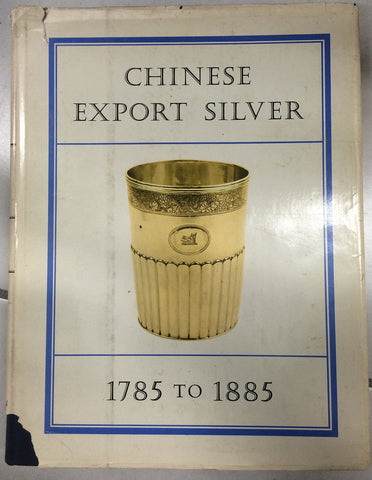 CHINESE
EXPORT SILVER
1785 TO 1885